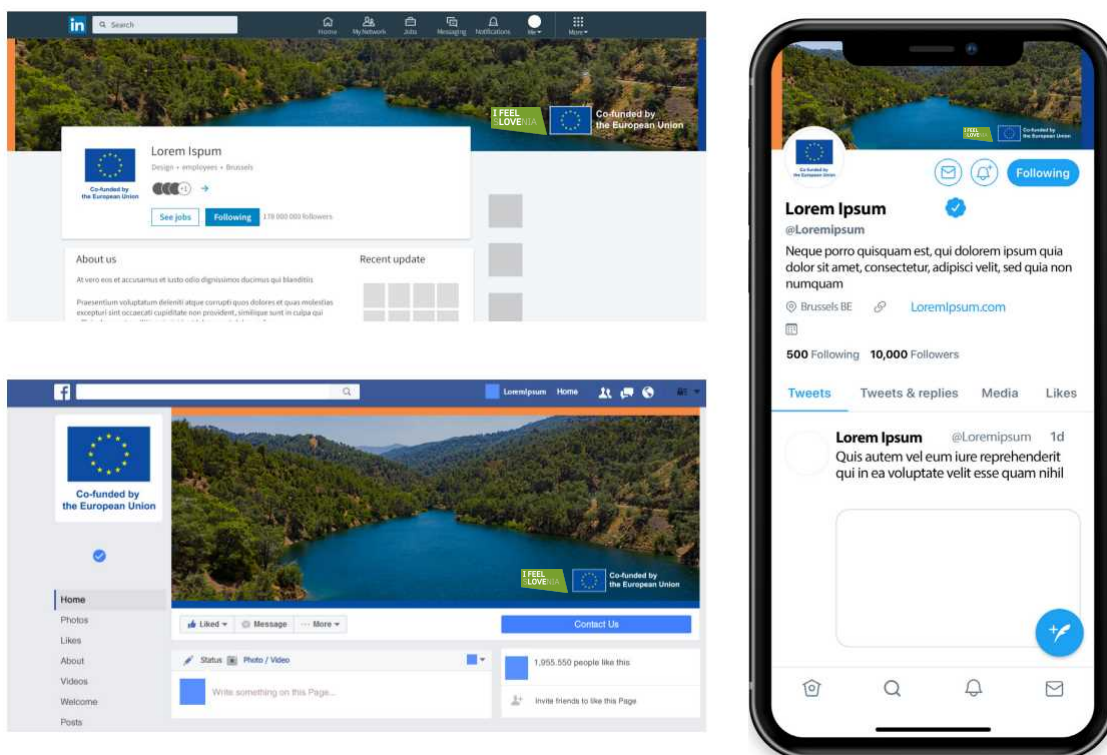 in Search
Home My Network Jobs Messaging Notifications Me More
I FEEL
SLOVENIA
Co-funded by
the European Union
Lorem Ispum
Design • employees • Brussels
+1
Co-funded by
the European Union
See jobs Following 178 000 000 followers
About us
Recent update
At vero eos et accusamus et iusto odio dignissimos ducimus qui blanditiis
Praesentium voluptatum deleniti atque corrupti quos dolores et quas molestias
excepturi sint occaecati cupiditate non provident, similique sunt in culpa qui
f LoremIpsum Home
Co-funded by
the European Union
I FEEL
SLOVENIA
Co-funded by
the European Union
Home
Photos
Likes
About
Videos
Welcome
Posts
Liked Message ··· More
Contact Us
Status Photo / Video
Write something on this Page...
1,955.550 people like this
Invite friends to like this Page
I FEEL
SLOVENIA
Co-funded by
the European Union
Co-funded by
the European Union
Following
Lorem Ipsum
@Loremipsum
Neque porro quisquam est, qui dolorem ipsum quia
dolor sit amet, consectetur, adipisci velit, sed quia non
numquam
Brussels BE LoremIpsum.com
500 Following 10,000 Followers
Tweets Tweets & replies Media Likes
Lorem Ipsum @Loremipsum 1d
Quis autem vel eum iure reprehenderit
qui in ea voluptate velit esse quam nihil